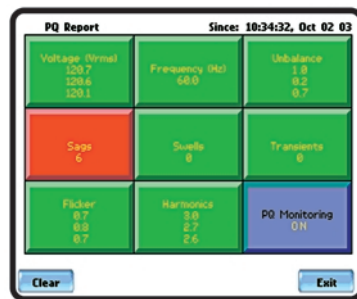 PQ Report Since: 10:34:32, Oct 02 03
Voltage (Vrms)
120.7
120.6
120.1
Frequency (Hz)
60.0
Unbalance
1.0
0.2
0.7
Sags
6
Swells
0
Transients
0
Flicker
0.7
0.8
0.7
Harmonics
3.0
2.7
2.6
PQ Monitoring
ON
Clear
Exit